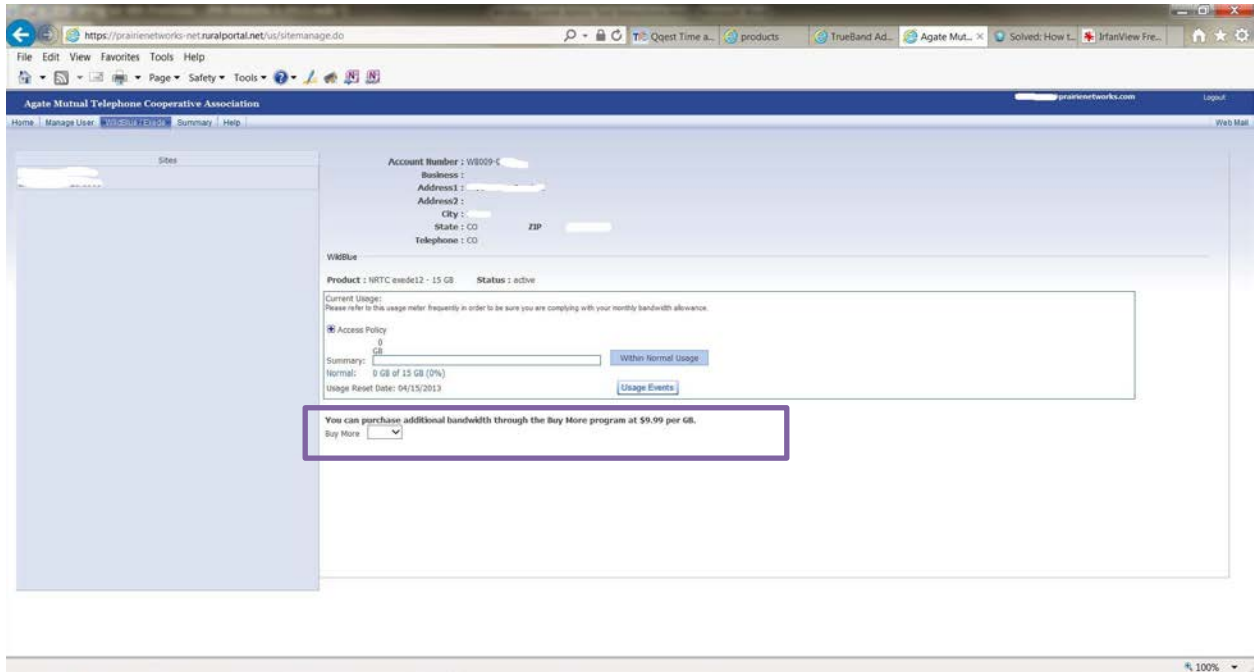 https://prairienetworks-net.ruralportal.net/us/sitemanage.do
Qqest Time a...
products
TrueBand Ad...
Agate Mut...
Solved: How t...
IrfanView Fre...
File Edit View Favorites Tools Help
Page Safety Tools
Agate Mutual Telephone Cooperative Association
prairienetworks.com
Logout
Home Manage User WildBlue / Exede Summary Help
Web Mail
Sites
Account Number :
Business :
Address1 :
Address2 :
City :
State : CO ZIP
Telephone : CO
WildBlue
Product : NRTC exede12 - 15 GB Status : active
Current Usage:
Please refer to this usage meter frequently in order to be sure you are complying with your monthly bandwidth allowance.
Access Policy
0
GB
Summary:
Within Normal Usage
Normal: 0 GB of 15 GB (0%)
Usage Reset Date: 04/15/2013
Usage Events
You can purchase additional bandwidth through the Buy More program at $9.99 per GB.
Buy More
100%